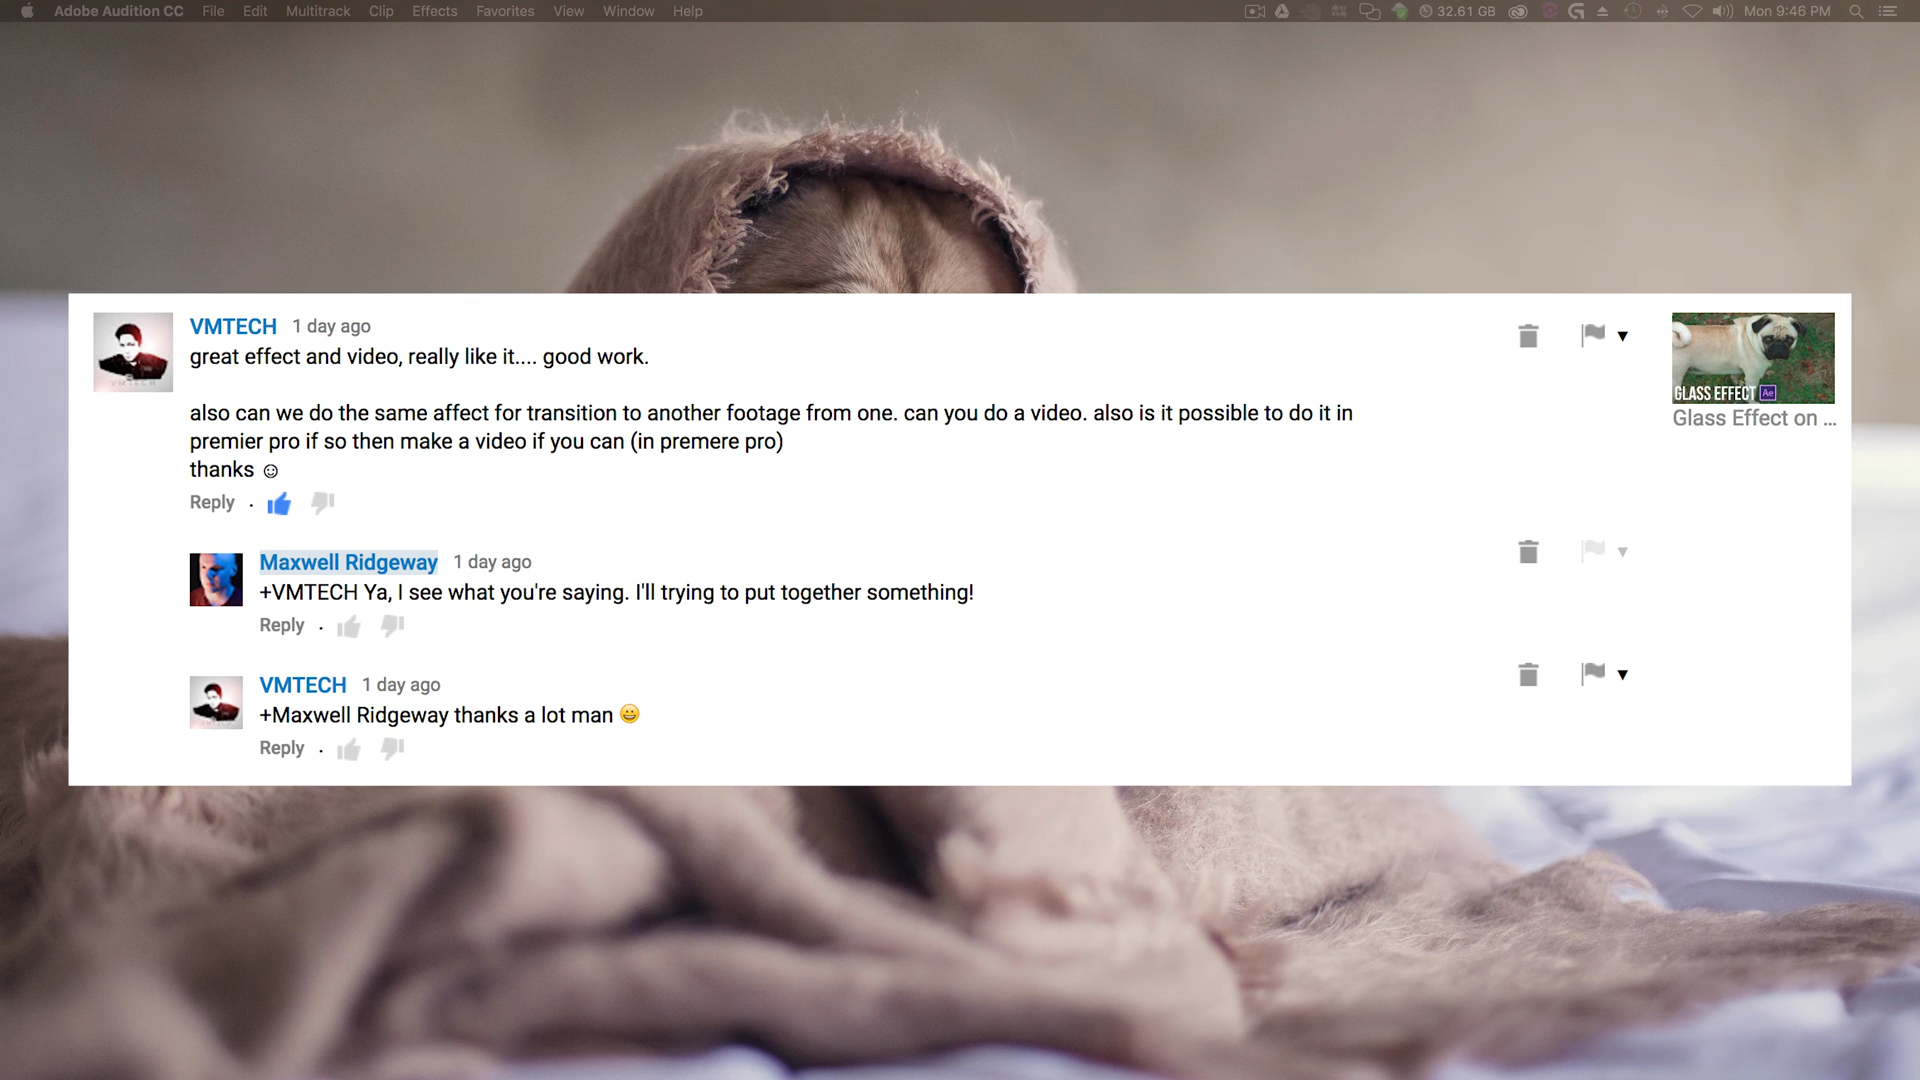 Adobe Audition CC File Edit Multitrack Clip Effects Favorites View Window Help 32.61 GB Mon 9:46 PM
VMTECH 1 day ago
great effect and video, really like it.... good work.
also can we do the same affect for transition to another footage from one. can you do a video. also is it possible to do it in
premier pro if so then make a video if you can (in premere pro)
thanks ☺
Reply .
GLASS EFFECT Ae
Glass Effect on ...
Maxwell Ridgeway 1 day ago
+VMTECH Ya, I see what you're saying. I'll trying to put together something!
Reply .
VMTECH 1 day ago
+Maxwell Ridgeway thanks a lot man 😀
Reply .